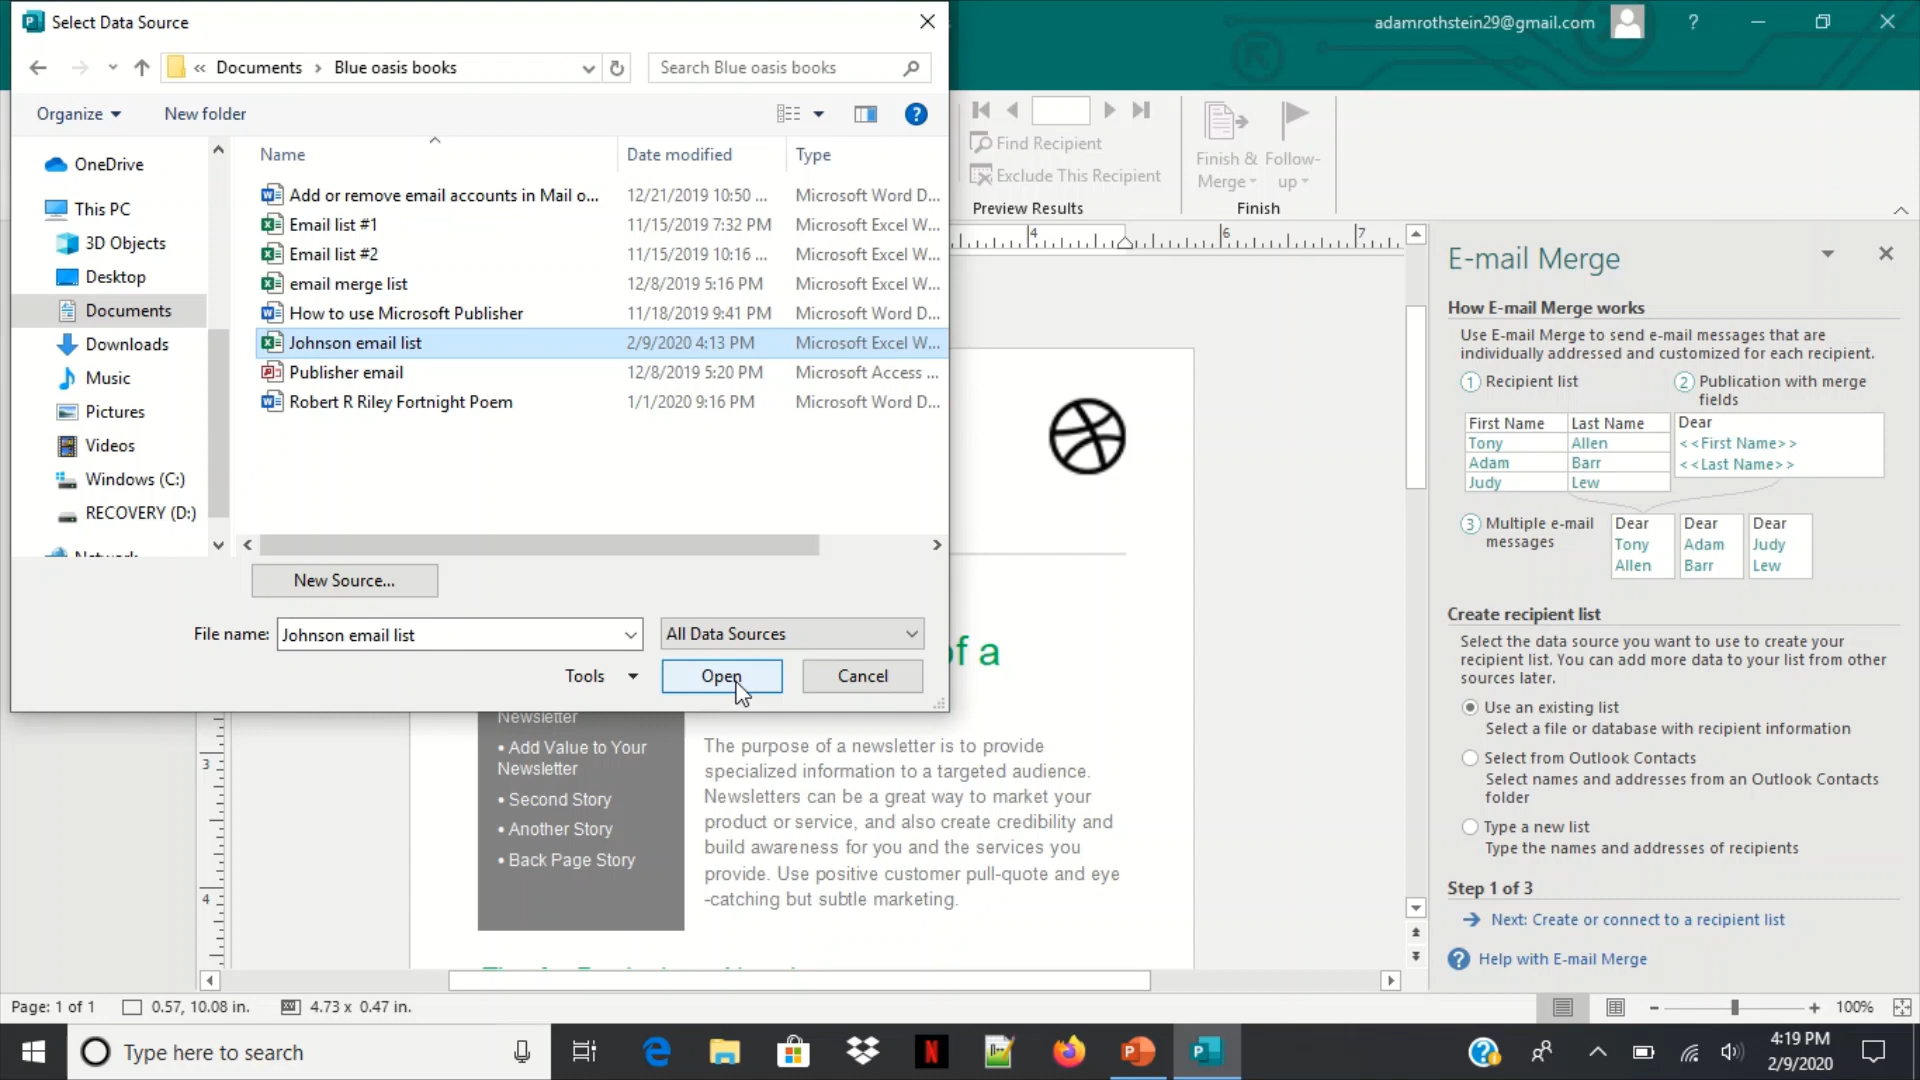 Select Data Source
adamrothstein29@gmail.com
?
« Documents › Blue oasis books
Search Blue oasis books
Organize
New folder
?
OneDrive
This PC
3D Objects
Desktop
Documents
Downloads
Music
Pictures
Videos
Windows (C:)
RECOVERY (D:)
Name Date modified Type
Add or remove email accounts in Mail o... 12/21/2019 10:50 ... Microsoft Word D...
Email list #1 11/15/2019 7:32 PM Microsoft Excel W...
Email list #2 11/15/2019 10:16 ... Microsoft Excel W...
email merge list 12/8/2019 5:16 PM Microsoft Excel W...
How to use Microsoft Publisher 11/18/2019 9:41 PM Microsoft Word D...
Johnson email list 2/9/2020 4:13 PM Microsoft Excel W...
Publisher email 12/8/2019 5:20 PM Microsoft Access ...
Robert R Riley Fortnight Poem 1/1/2020 9:16 PM Microsoft Word D...
New Source...
File name: Johnson email list
All Data Sources
Tools
Open
Cancel
Find Recipient
Exclude This Recipient
Preview Results
Finish & Merge
Follow-up
Finish
4 6 7
3
4
of a
Newsletter
• Add Value to Your
Newsletter
• Second Story
• Another Story
• Back Page Story
The purpose of a newsletter is to provide
specialized information to a targeted audience.
Newsletters can be a great way to market your
product or service, and also create credibility and
build awareness for you and the services you
provide. Use positive customer pull-quote and eye
-catching but subtle marketing.
E-mail Merge
How E-mail Merge works
Use E-mail Merge to send e-mail messages that are
individually addressed and customized for each recipient.
1 Recipient list
2 Publication with merge
fields
First Name Last Name
Tony Allen
Adam Barr
Judy Lew
Dear
<<First Name>>
<<Last Name>>
3 Multiple e-mail
messages
Dear Dear Dear
Tony Adam Judy
Allen Barr Lew
Create recipient list
Select the data source you want to use to create your
recipient list. You can add more data to your list from other
sources later.
Use an existing list
Select a file or database with recipient information
Select from Outlook Contacts
Select names and addresses from an Outlook Contacts
folder
Type a new list
Type the names and addresses of recipients
Step 1 of 3
Next: Create or connect to a recipient list
Help with E-mail Merge
Page: 1 of 1
0.57, 10.08 in.
4.73 x 0.47 in.
100%
Type here to search
4:19 PM
2/9/2020